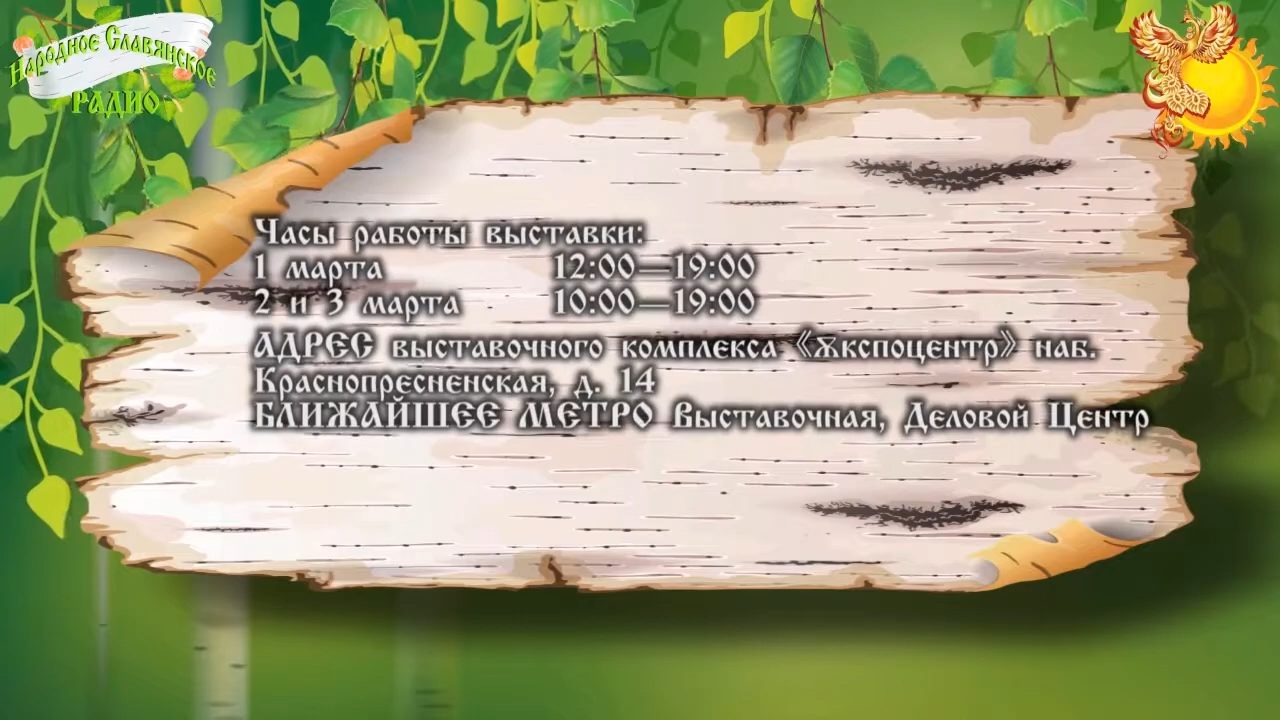 Народное Славянское
РАДИО
Часы работы выставки:
1 марта 12:00—19:00
2 и 3 марта 10:00—19:00
АДРЕС выставочного комплекса «Экспоцентр» наб.
Краснопресненская, д. 14
БЛИЖАЙШЕЕ МЕТРО Выставочная, Деловой Центр